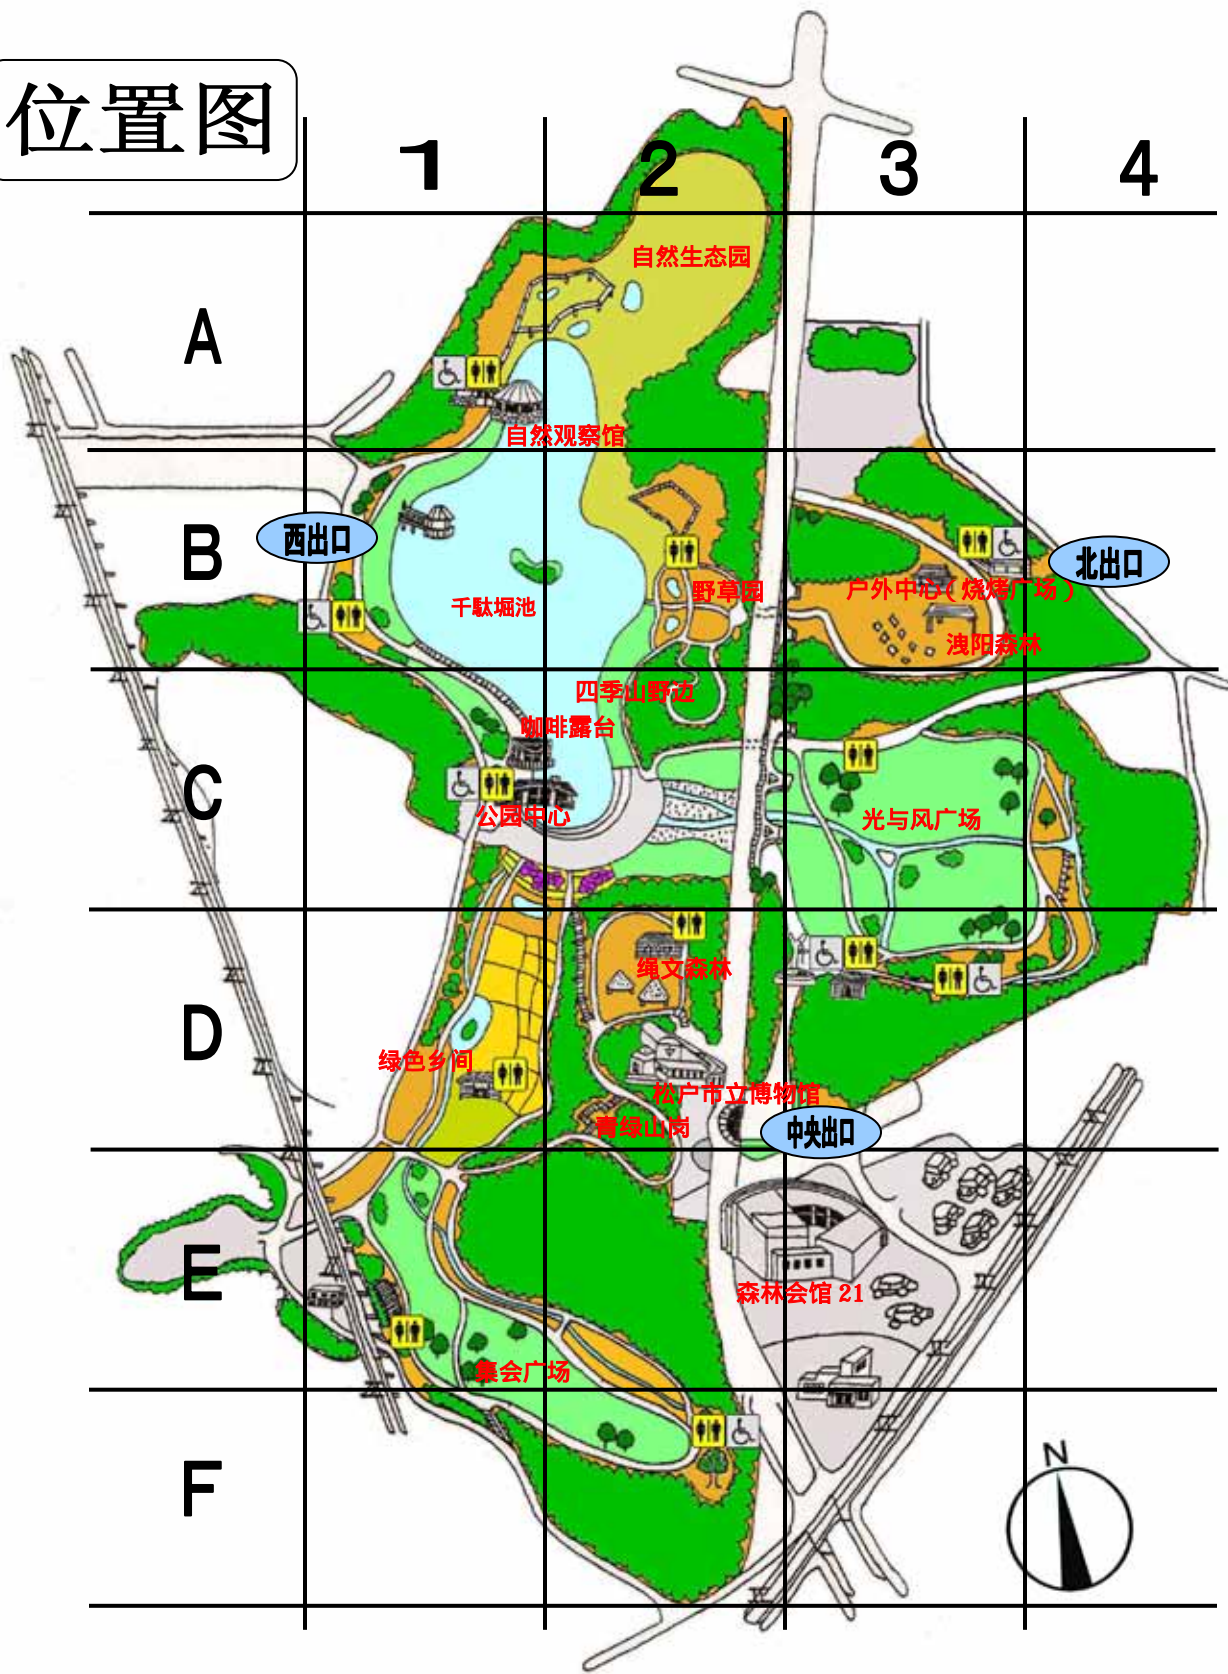 位置图
1 2 3 4
自然生态园
A
自然观察馆
B
西出口
北出口
野草园
户外中心（烧烤广场）
千駄堀池
洩阳森林
四季山野边
咖啡露台
C
公园中心
光与风广场
绳文森林
D
绿色乡间
松户市立博物馆
青绿山岗
中央出口
E
森林会馆 21
集会广场
F
N